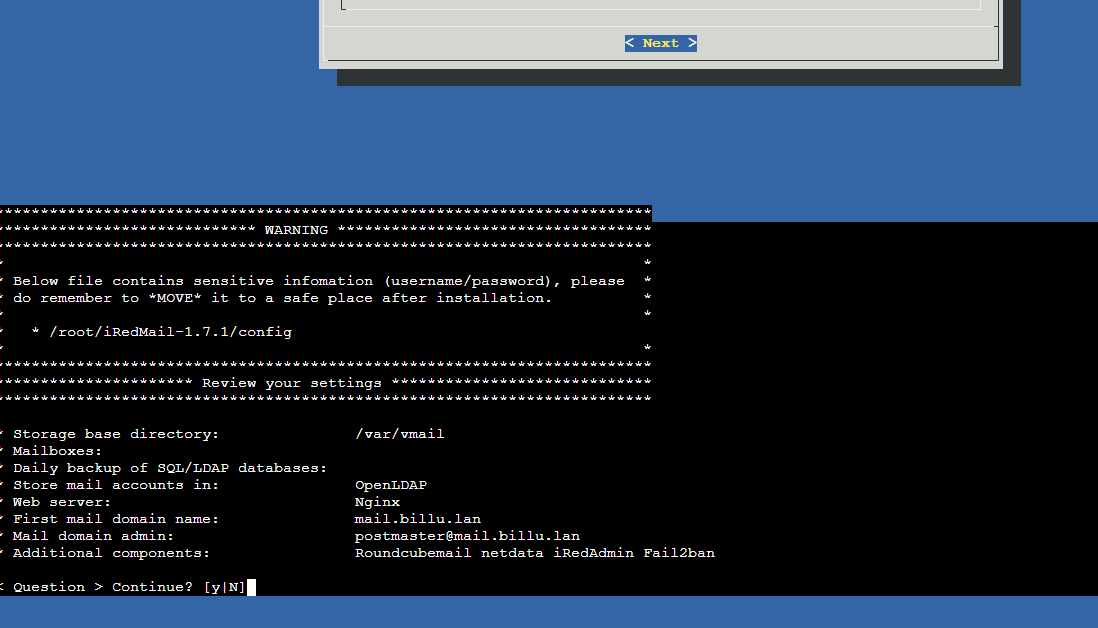 < Next >
*************************************************************************
***************************** WARNING ***********************************
*************************************************************************
* *
* Below file contains sensitive infomation (username/password), please *
* do remember to *MOVE* it to a safe place after installation. *
* *
* * /root/iRedMail-1.7.1/config
* *
*************************************************************************
********************** Review your settings *****************************
*************************************************************************
* Storage base directory: /var/vmail
* Mailboxes:
* Daily backup of SQL/LDAP databases:
* Store mail accounts in: OpenLDAP
* Web server: Nginx
* First mail domain name: mail.billu.lan
* Mail domain admin: postmaster@mail.billu.lan
* Additional components: Roundcubemail netdata iRedAdmin Fail2ban
< Question > Continue? [y|N]